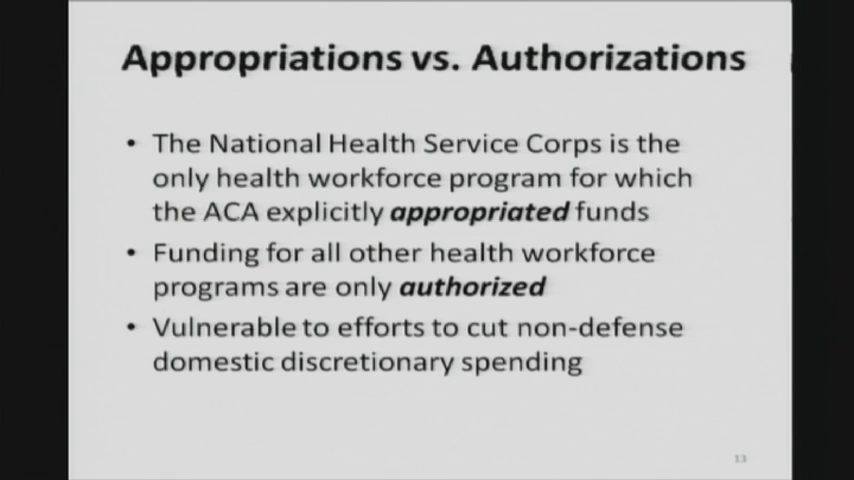 Appropriations vs. Authorizations
• The National Health Service Corps is the
only health workforce program for which
the ACA explicitly appropriated funds
• Funding for all other health workforce
programs are only authorized
• Vulnerable to efforts to cut non-defense
domestic discretionary spending
13